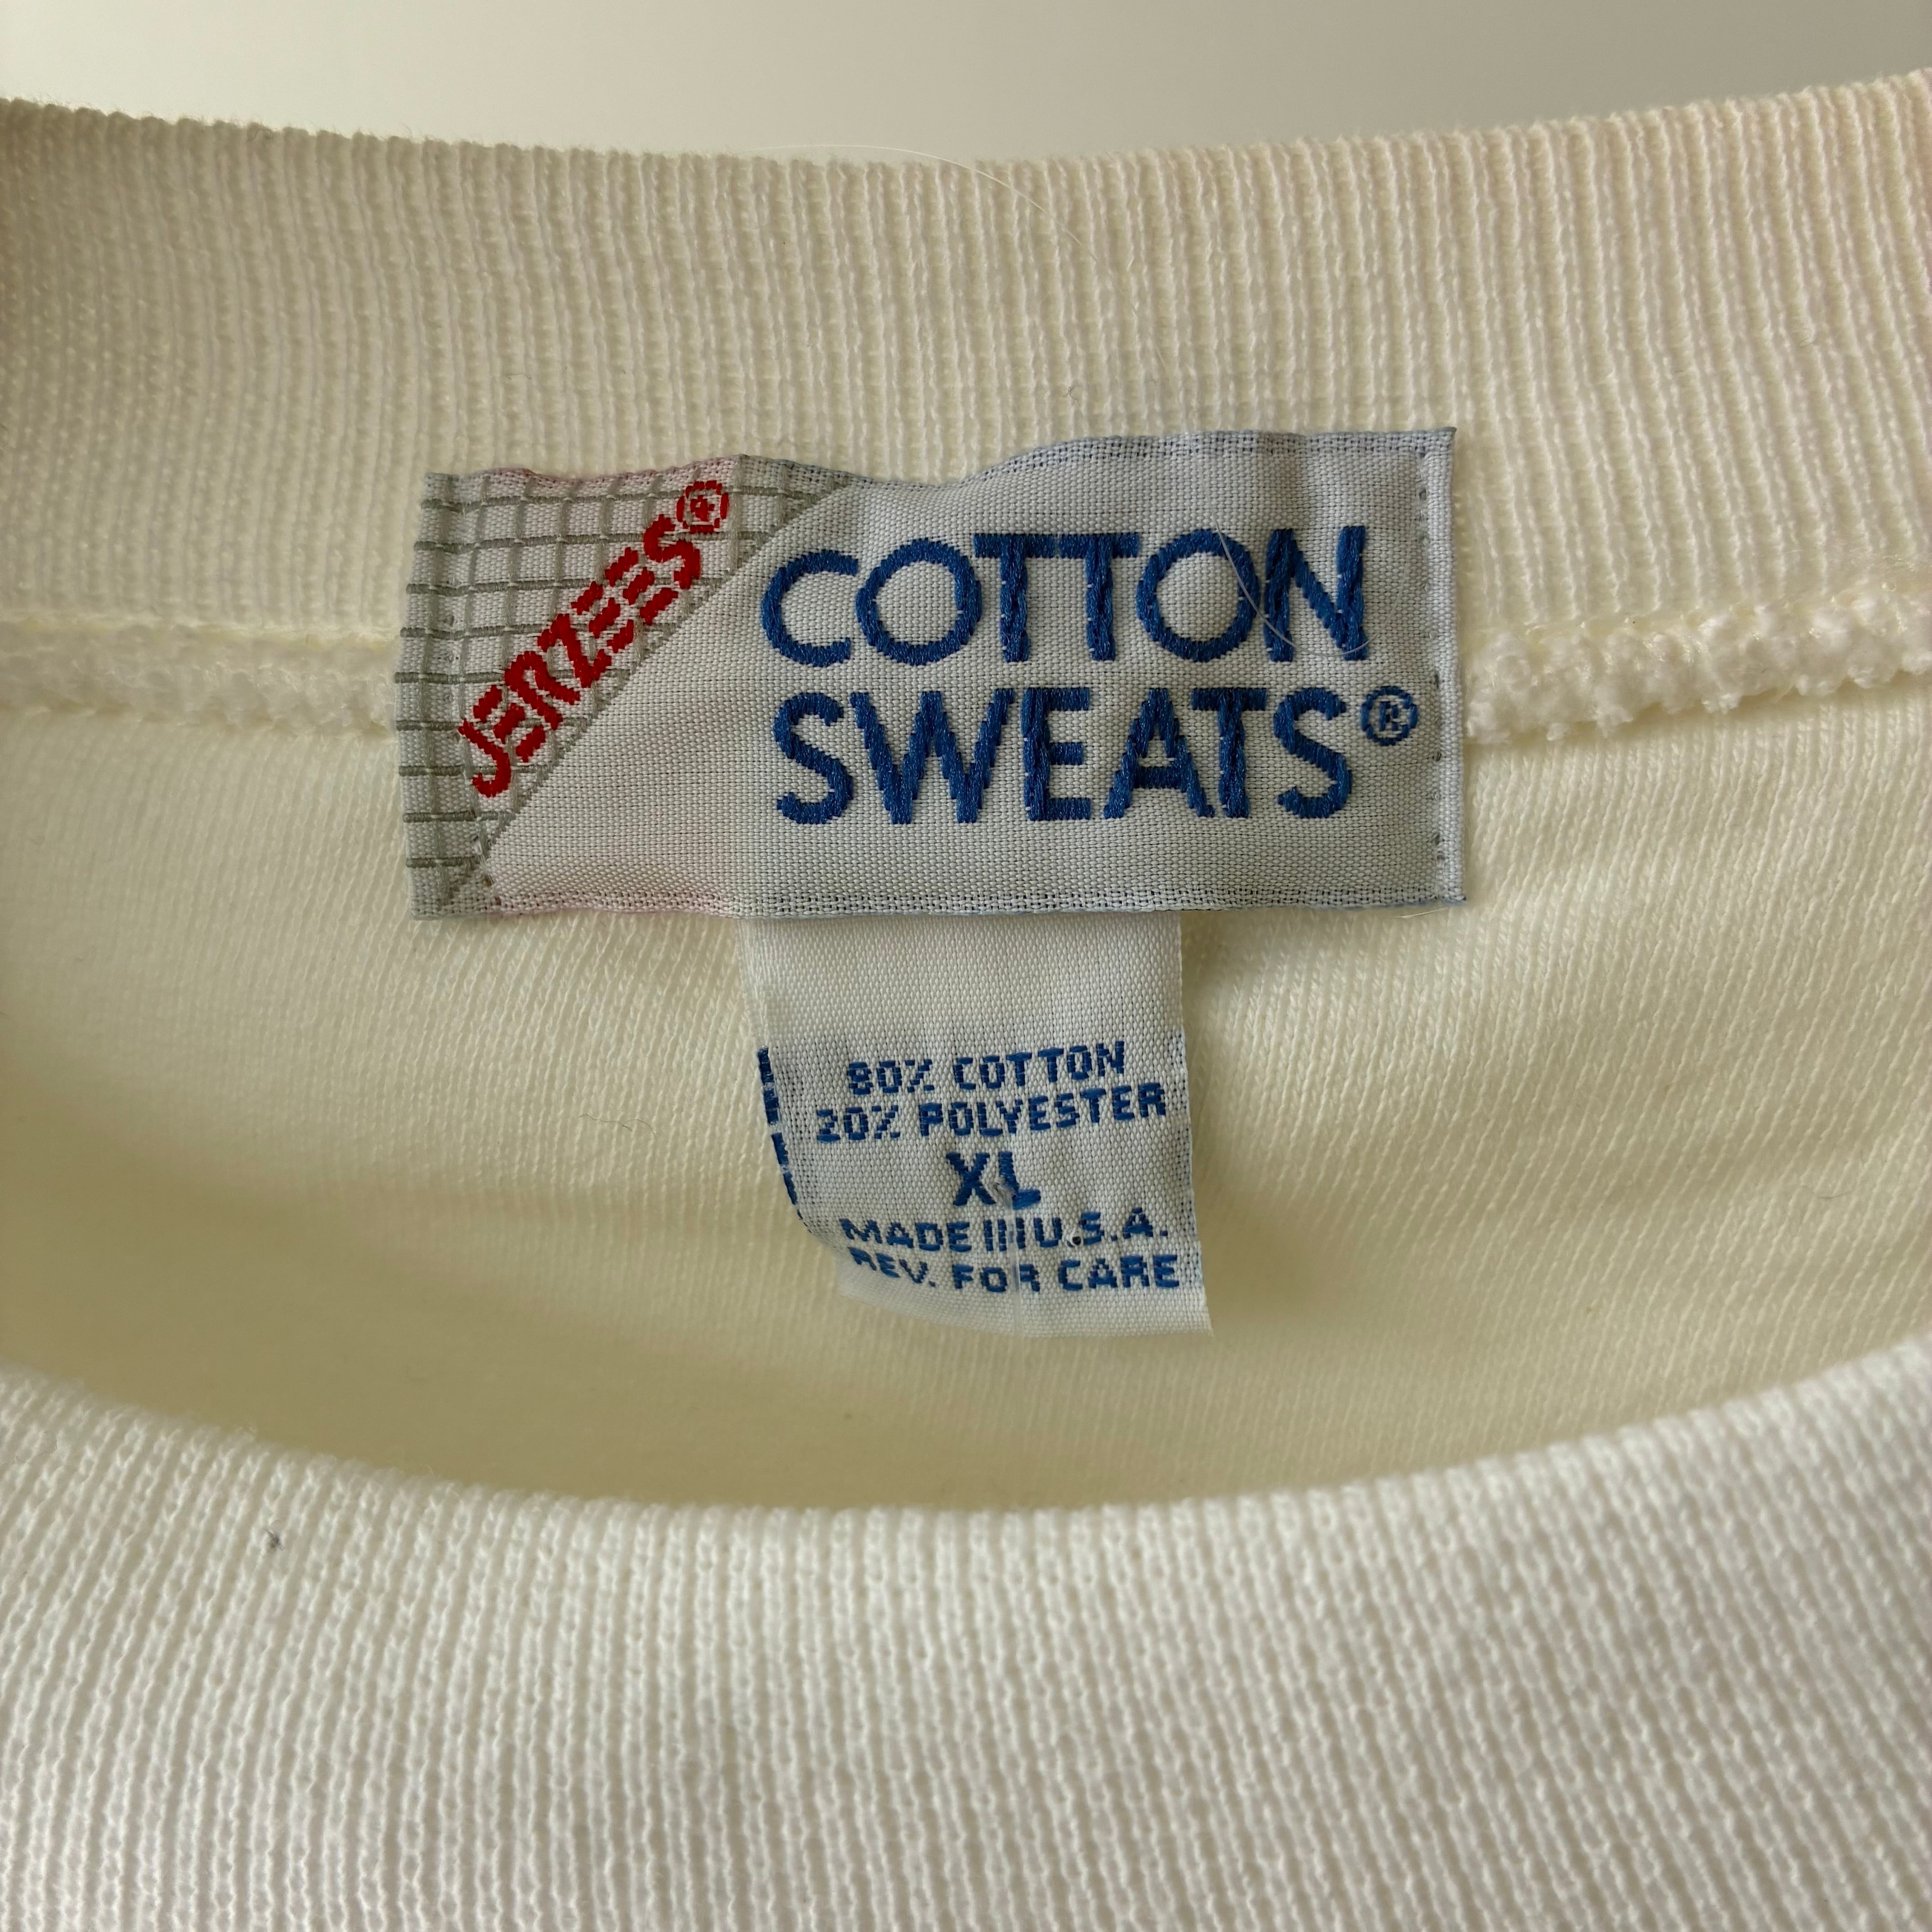 JERZEES®
COTTON
SWEATS®
80% COTTON
20% POLYESTER
XL
MADE IN U.S.A.
REV. FOR CARE